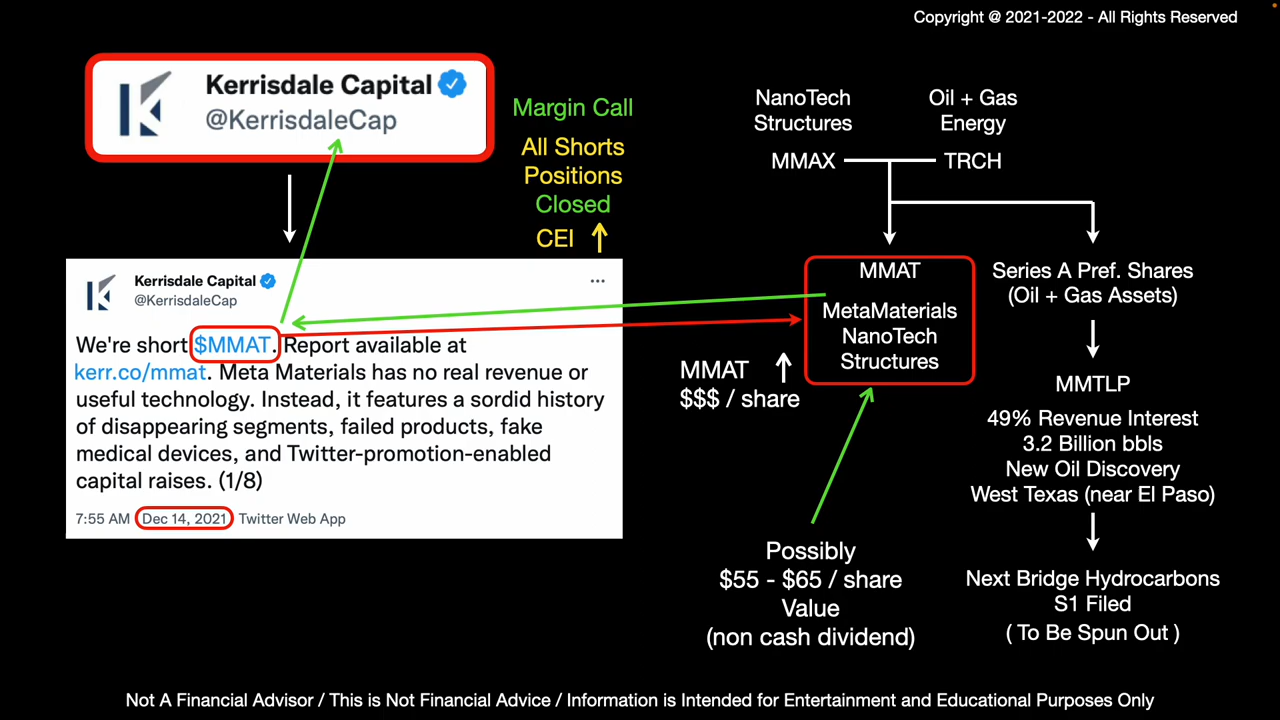 Copyright @ 2021-2022 - All Rights Reserved
Kerrisdale Capital
@KerrisdaleCap
Margin Call
All Shorts
Positions
Closed
CEI
Kerrisdale Capital
@KerrisdaleCap
We're short $MMAT. Report available at
kerr.co/mmat. Meta Materials has no real revenue or
useful technology. Instead, it features a sordid history
of disappearing segments, failed products, fake
medical devices, and Twitter-promotion-enabled
capital raises. (1/8)
7:55 AM Dec 14, 2021 Twitter Web App
NanoTech
Structures
MMAX
Oil + Gas
Energy
TRCH
MMAT
MetaMaterials
NanoTech
Structures
MMAT
$$$ / share
Possibly
$55 - $65 / share
Value
(non cash dividend)
Series A Pref. Shares
(Oil + Gas Assets)
MMTLP
49% Revenue Interest
3.2 Billion bbls
New Oil Discovery
West Texas (near El Paso)
Next Bridge Hydrocarbons
S1 Filed
( To Be Spun Out )
Not A Financial Advisor / This is Not Financial Advice / Information is Intended for Entertainment and Educational Purposes Only